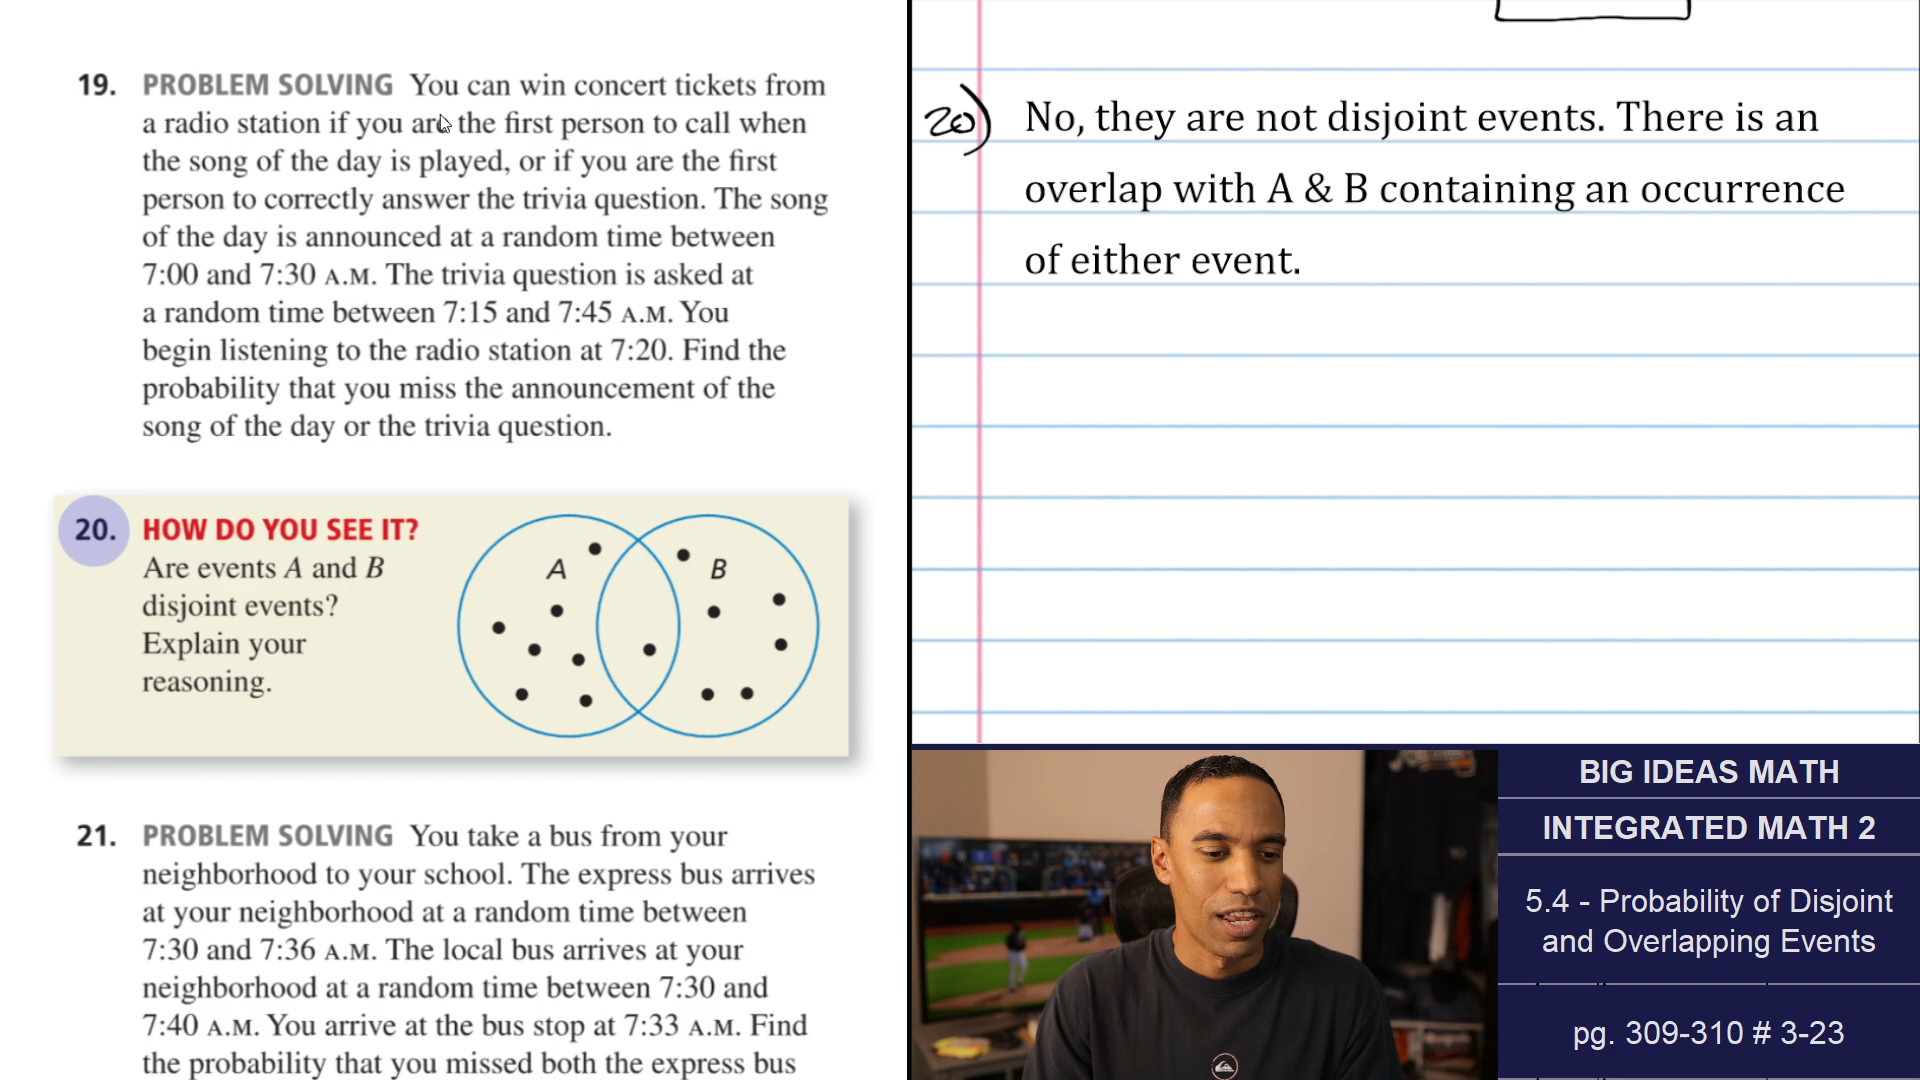 19. PROBLEM SOLVING You can win concert tickets from
a radio station if you are the first person to call when
the song of the day is played, or if you are the first
person to correctly answer the trivia question. The song
of the day is announced at a random time between
7:00 and 7:30 A.M. The trivia question is asked at
a random time between 7:15 and 7:45 A.M. You
begin listening to the radio station at 7:20. Find the
probability that you miss the announcement of the
song of the day or the trivia question.
20. HOW DO YOU SEE IT?
Are events A and B
disjoint events?
Explain your
reasoning.
A
B
21. PROBLEM SOLVING You take a bus from your
neighborhood to your school. The express bus arrives
at your neighborhood at a random time between
7:30 and 7:36 A.M. The local bus arrives at your
neighborhood at a random time between 7:30 and
7:40 A.M. You arrive at the bus stop at 7:33 A.M. Find
the probability that you missed both the express bus
20) No, they are not disjoint events. There is an
overlap with A & B containing an occurrence
of either event.
BIG IDEAS MATH
INTEGRATED MATH 2
5.4 - Probability of Disjoint
and Overlapping Events
pg. 309-310 # 3-23